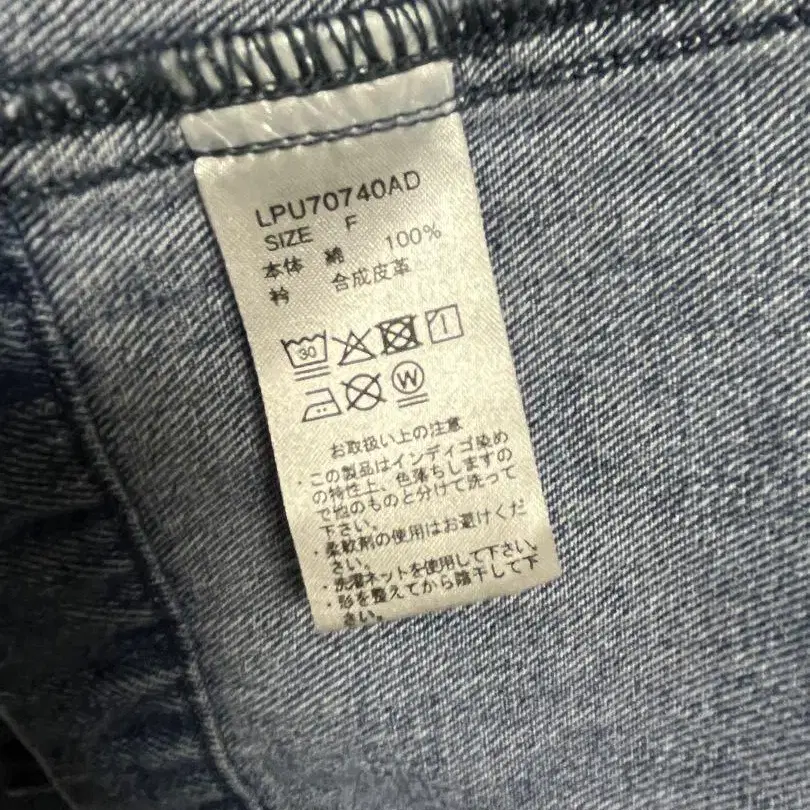 LPU70740AD
SIZE F
本体 綿 100%
衿 合成皮革
30
W
お取扱い上の注意
・この製品はインディゴ染め
の特性上、色落ちしますの
で他のものと分けて洗って
下さい。
・柔軟剤の使用はお避けくだ
さい。
・洗濯ネットを使用して下さい。
・形を整えてから陰干して下
さい。